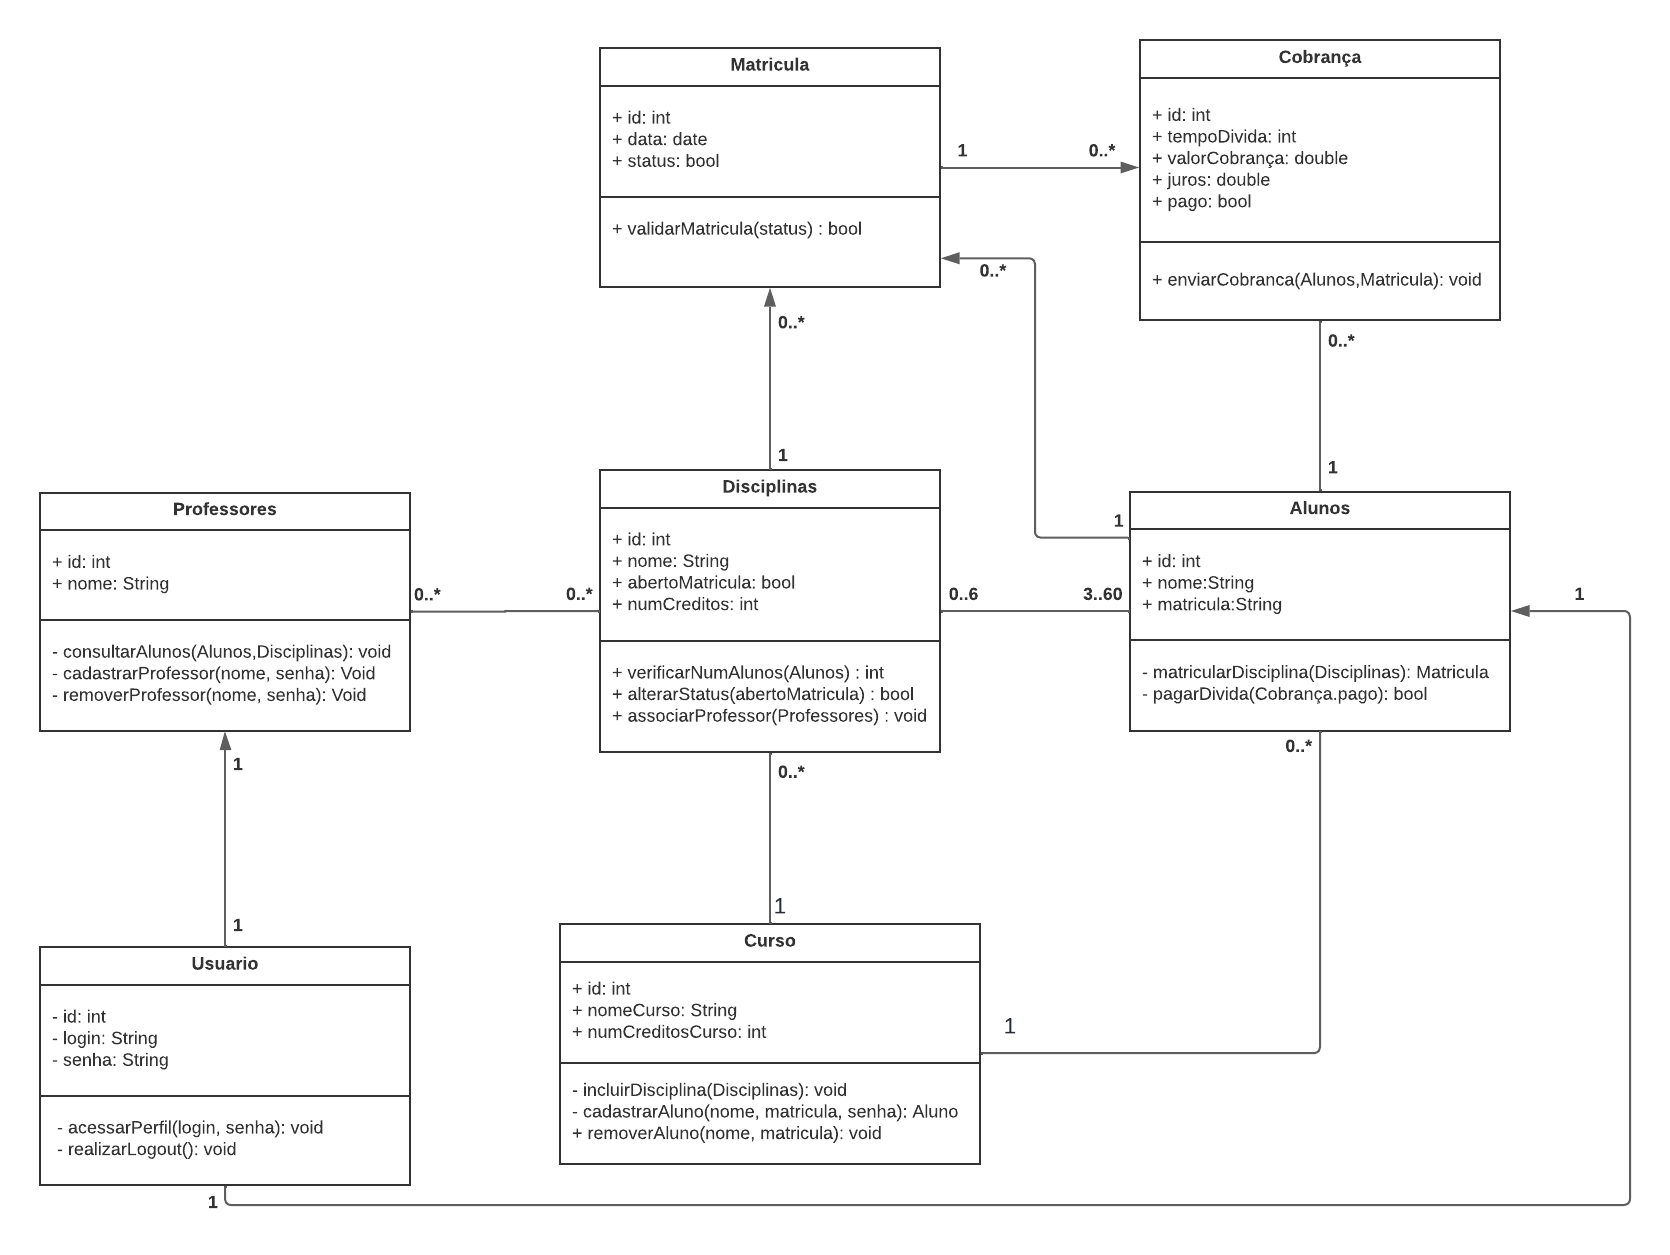 Matricula
+ id: int
+ data: date
+ status: bool
+ validarMatricula(status) : bool
Cobrança
+ id: int
+ tempoDivida: int
+ valorCobrança: double
+ juros: double
+ pago: bool
+ enviarCobranca(Alunos,Matricula): void
1
0..*
0..*
0..*
0..*
1
1
1
Professores
+ id: int
+ nome: String
- consultarAlunos(Alunos,Disciplinas): void
- cadastrarProfessor(nome, senha): Void
- removerProfessor(nome, senha): Void
0..*
0..*
Disciplinas
+ id: int
+ nome: String
+ abertoMatricula: bool
+ numCreditos: int
+ verificarNumAlunos(Alunos) : int
+ alterarStatus(abertoMatricula) : bool
+ associarProfessor(Professores) : void
0..6
3..60
Alunos
+ id: int
+ nome:String
+ matricula:String
- matricularDisciplina(Disciplinas): Matricula
- pagarDivida(Cobrança.pago): bool
1
1
0..*
0..*
1
1
Usuario
- id: int
- login: String
- senha: String
- acessarPerfil(login, senha): void
- realizarLogout(): void
Curso
+ id: int
+ nomeCurso: String
+ numCreditosCurso: int
- incluirDisciplina(Disciplinas): void
- cadastrarAluno(nome, matricula, senha): Aluno
+ removerAluno(nome, matricula): void
1
1